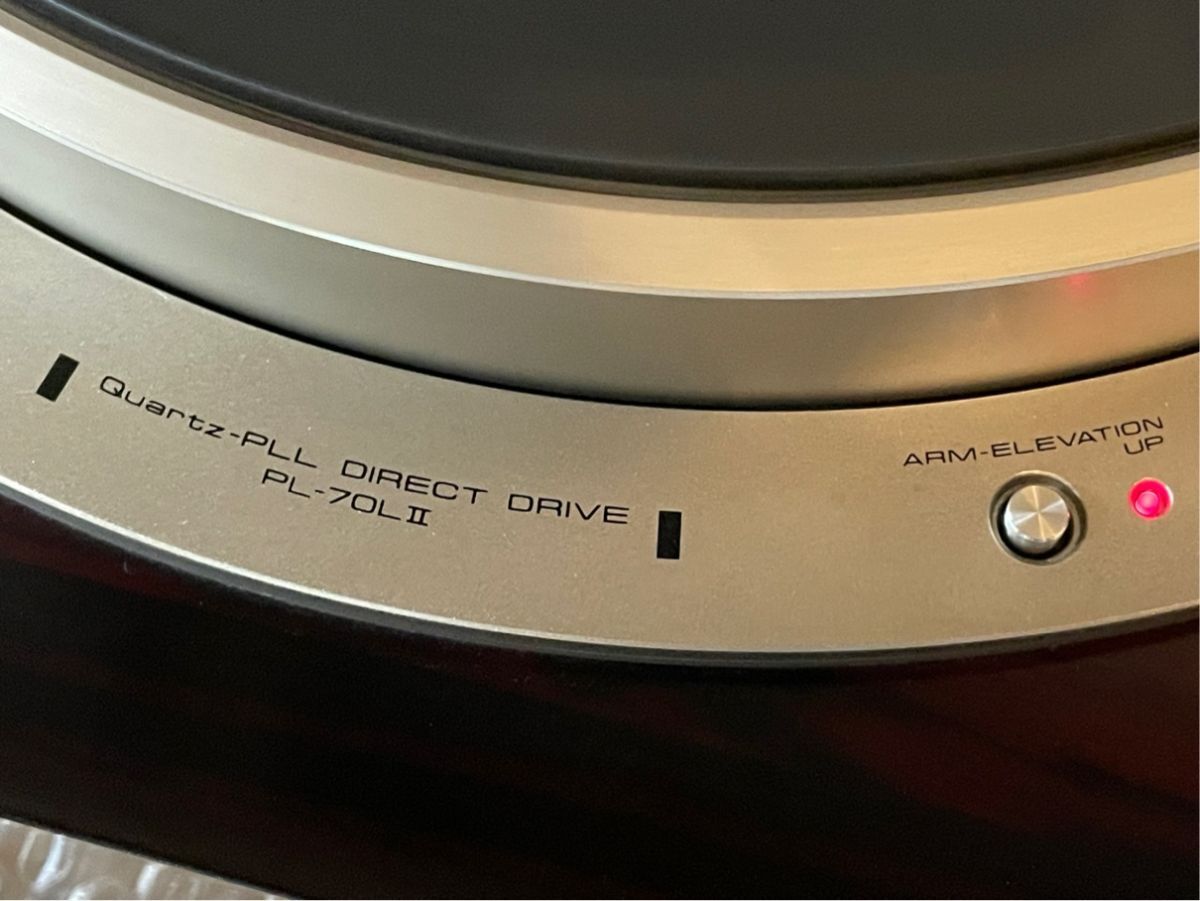 Quartz-PLL DIRECT DRIVE
PL-70LII
ARM-ELEVATION
UP